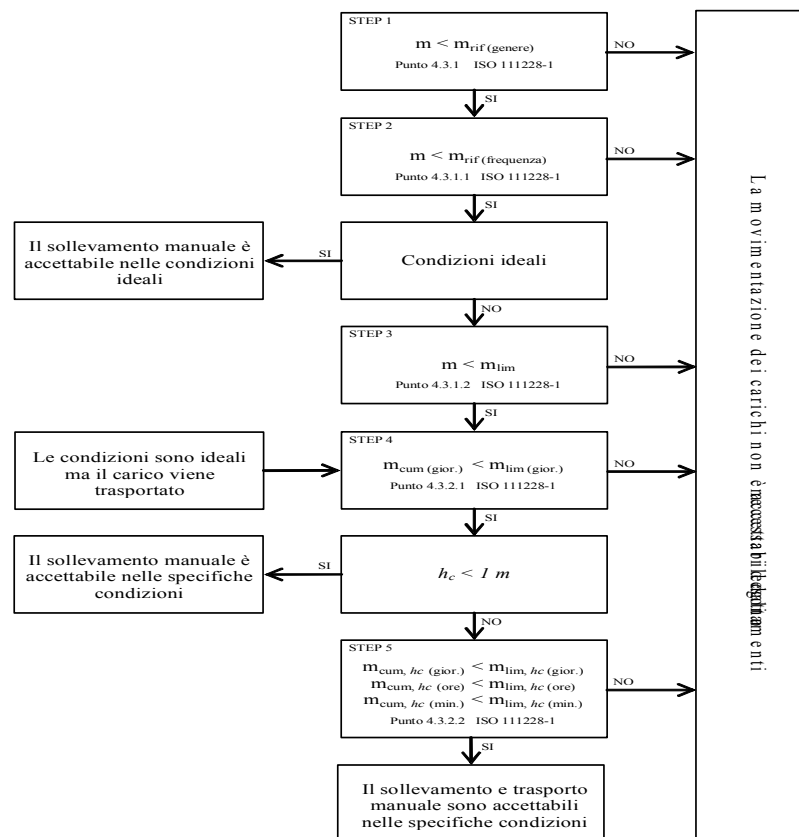 STEP 1
m < mrif (genere)
Punto 4.3.1 ISO 111228-1
NO
SI
STEP 2
m < mrif (frequenza)
Punto 4.3.1.1 ISO 111228-1
NO
SI
Il sollevamento manuale è
accettabile nelle condizioni
ideali
SI
Condizioni ideali
NO
STEP 3
m < mlim
Punto 4.3.1.2 ISO 111228-1
NO
SI
Le condizioni sono ideali
ma il carico viene
trasportato
STEP 4
mcum (gior.) < mlim (gior.)
Punto 4.3.2.1 ISO 111228-1
NO
SI
Il sollevamento manuale è
accettabile nelle specifiche
condizioni
SI
hc < 1 m
NO
STEP 5
mcum, hc (gior.) < mlim, hc (gior.)
mcum, hc (ore) < mlim, hc (ore)
mcum, hc (min.) < mlim, hc (min.)
Punto 4.3.2.2 ISO 111228-1
NO
SI
Il sollevamento e trasporto
manuale sono accettabili
nelle specifiche condizioni
La movimentazione dei carichi non è